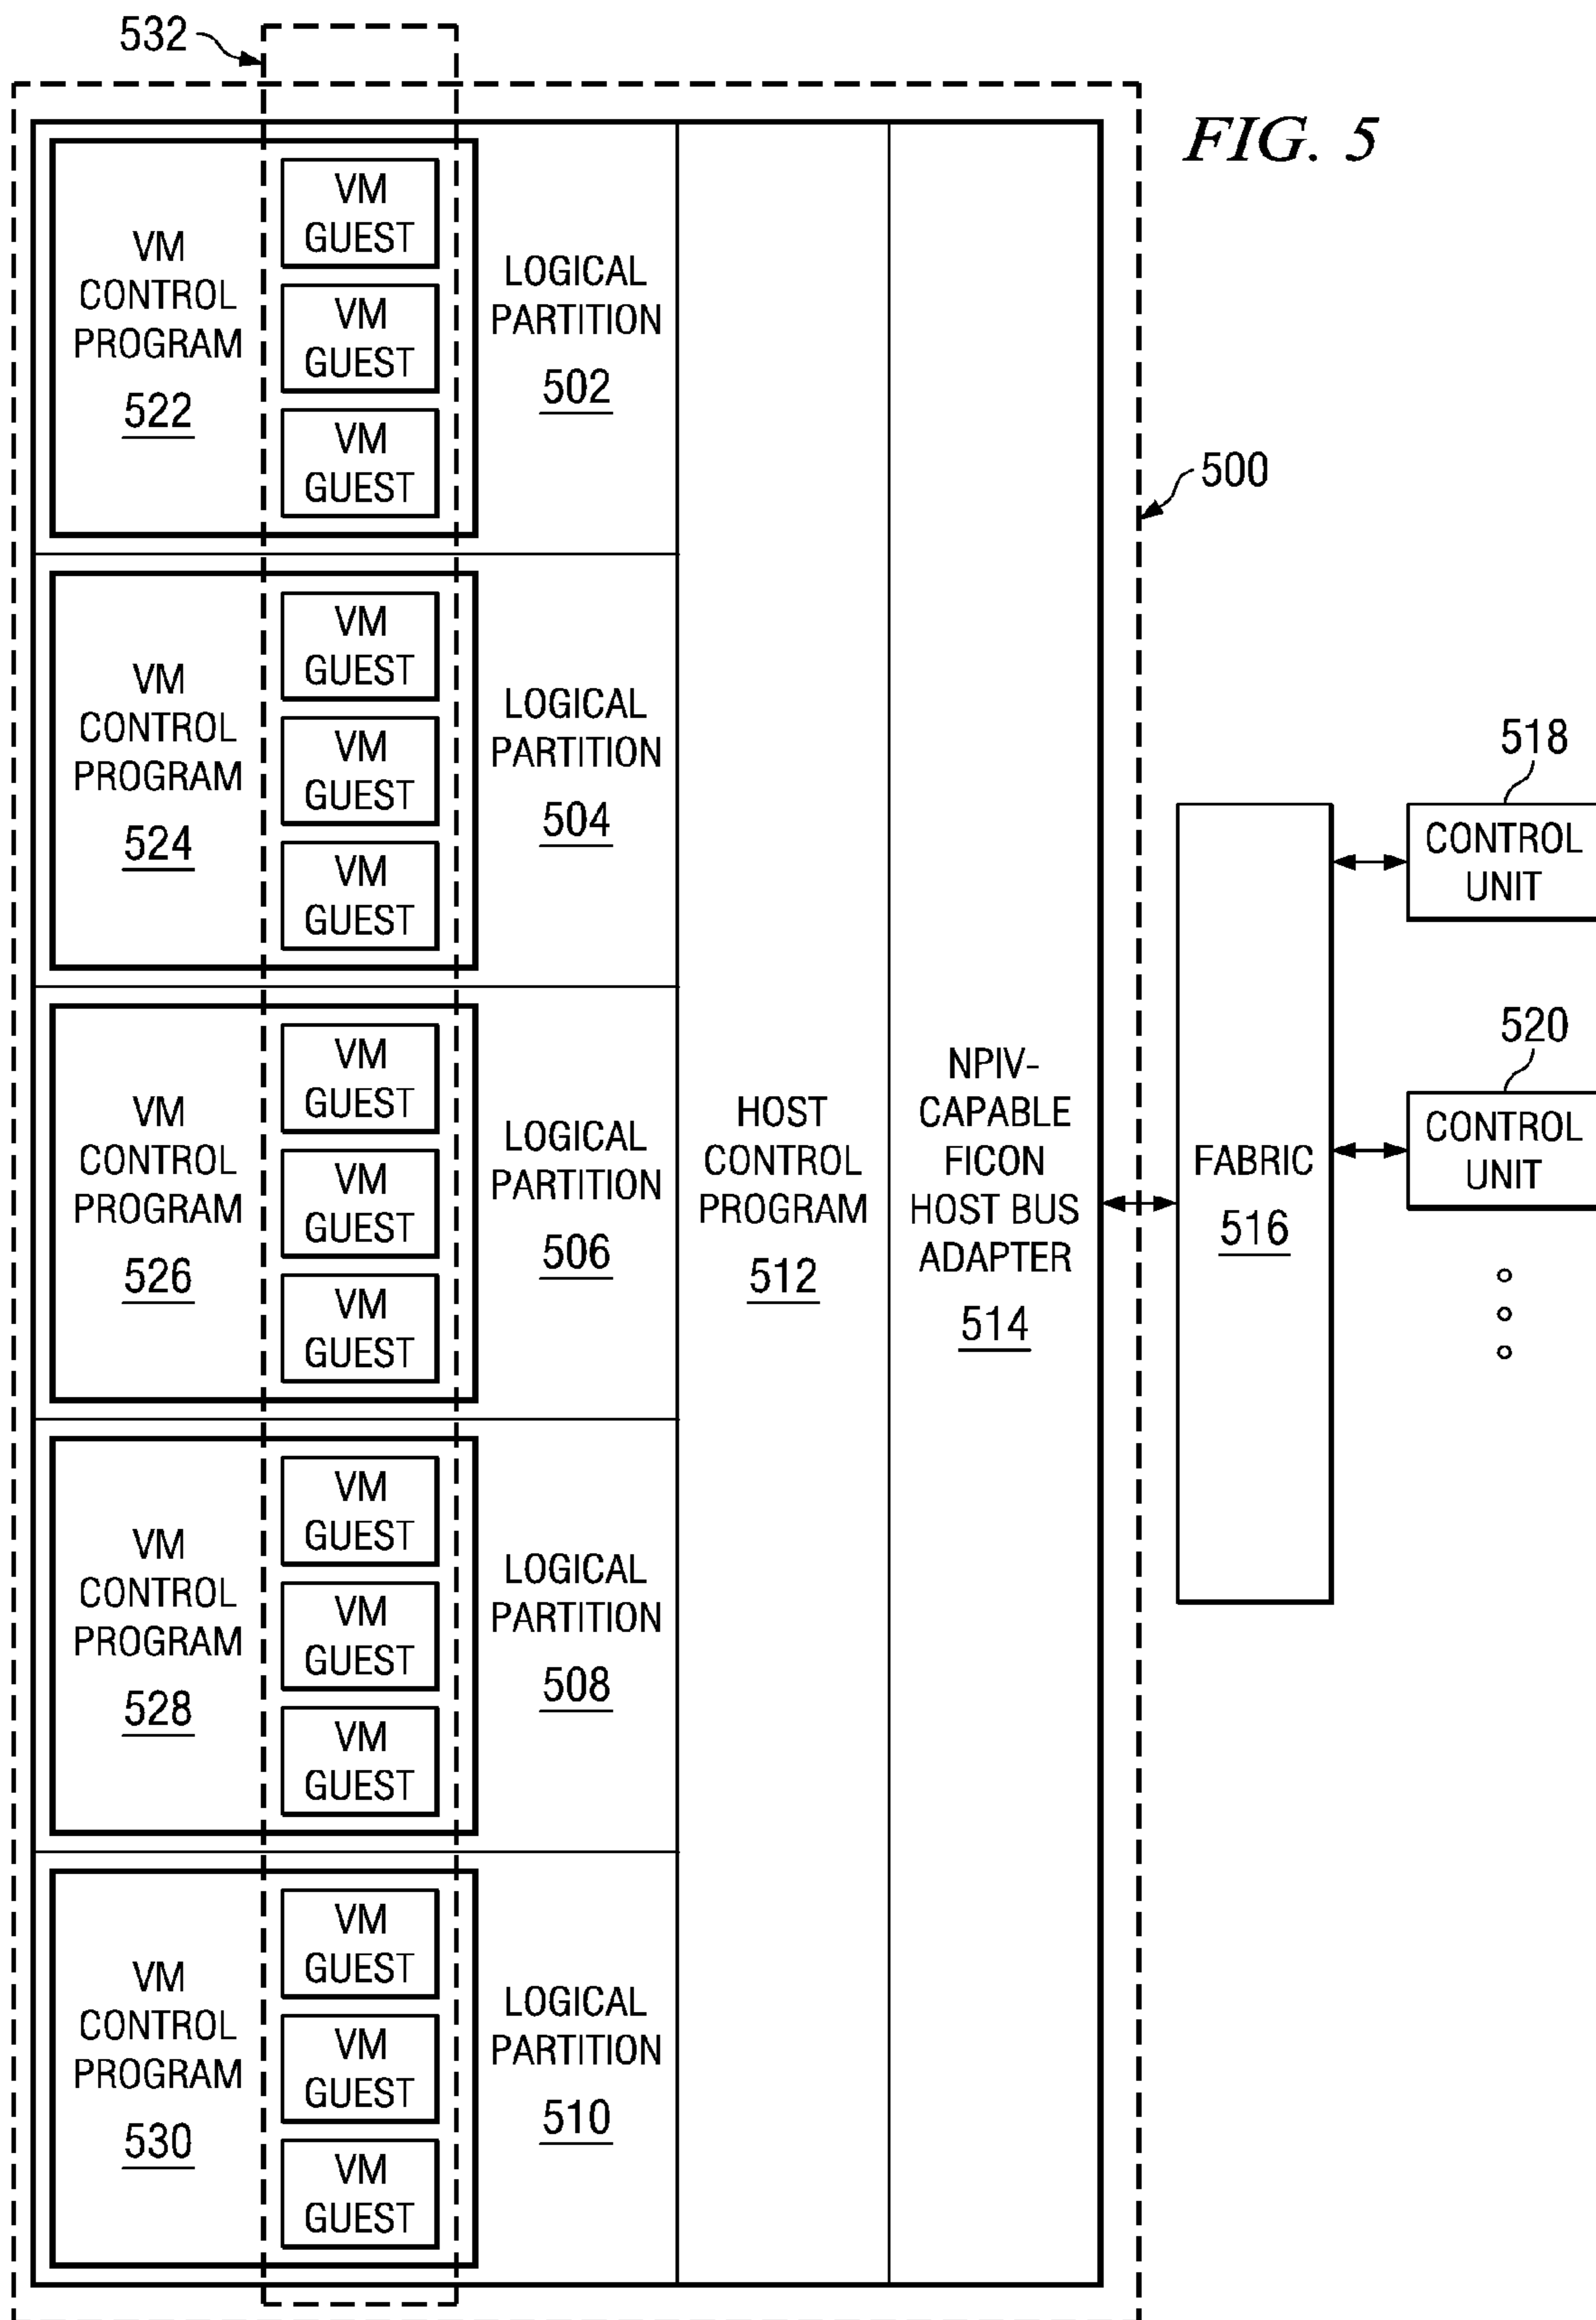 532
FIG. 5
VM
CONTROL
PROGRAM
522
VM
GUEST
VM
GUEST
VM
GUEST
LOGICAL
PARTITION
502
500
VM
CONTROL
PROGRAM
524
VM
GUEST
VM
GUEST
VM
GUEST
LOGICAL
PARTITION
504
VM
CONTROL
PROGRAM
526
VM
GUEST
VM
GUEST
VM
GUEST
LOGICAL
PARTITION
506
VM
CONTROL
PROGRAM
528
VM
GUEST
VM
GUEST
VM
GUEST
LOGICAL
PARTITION
508
VM
CONTROL
PROGRAM
530
VM
GUEST
VM
GUEST
VM
GUEST
LOGICAL
PARTITION
510
HOST
CONTROL
PROGRAM
512
NPIV-
CAPABLE
FICON
HOST BUS
ADAPTER
514
FABRIC
516
518
CONTROL
UNIT
520
CONTROL
UNIT